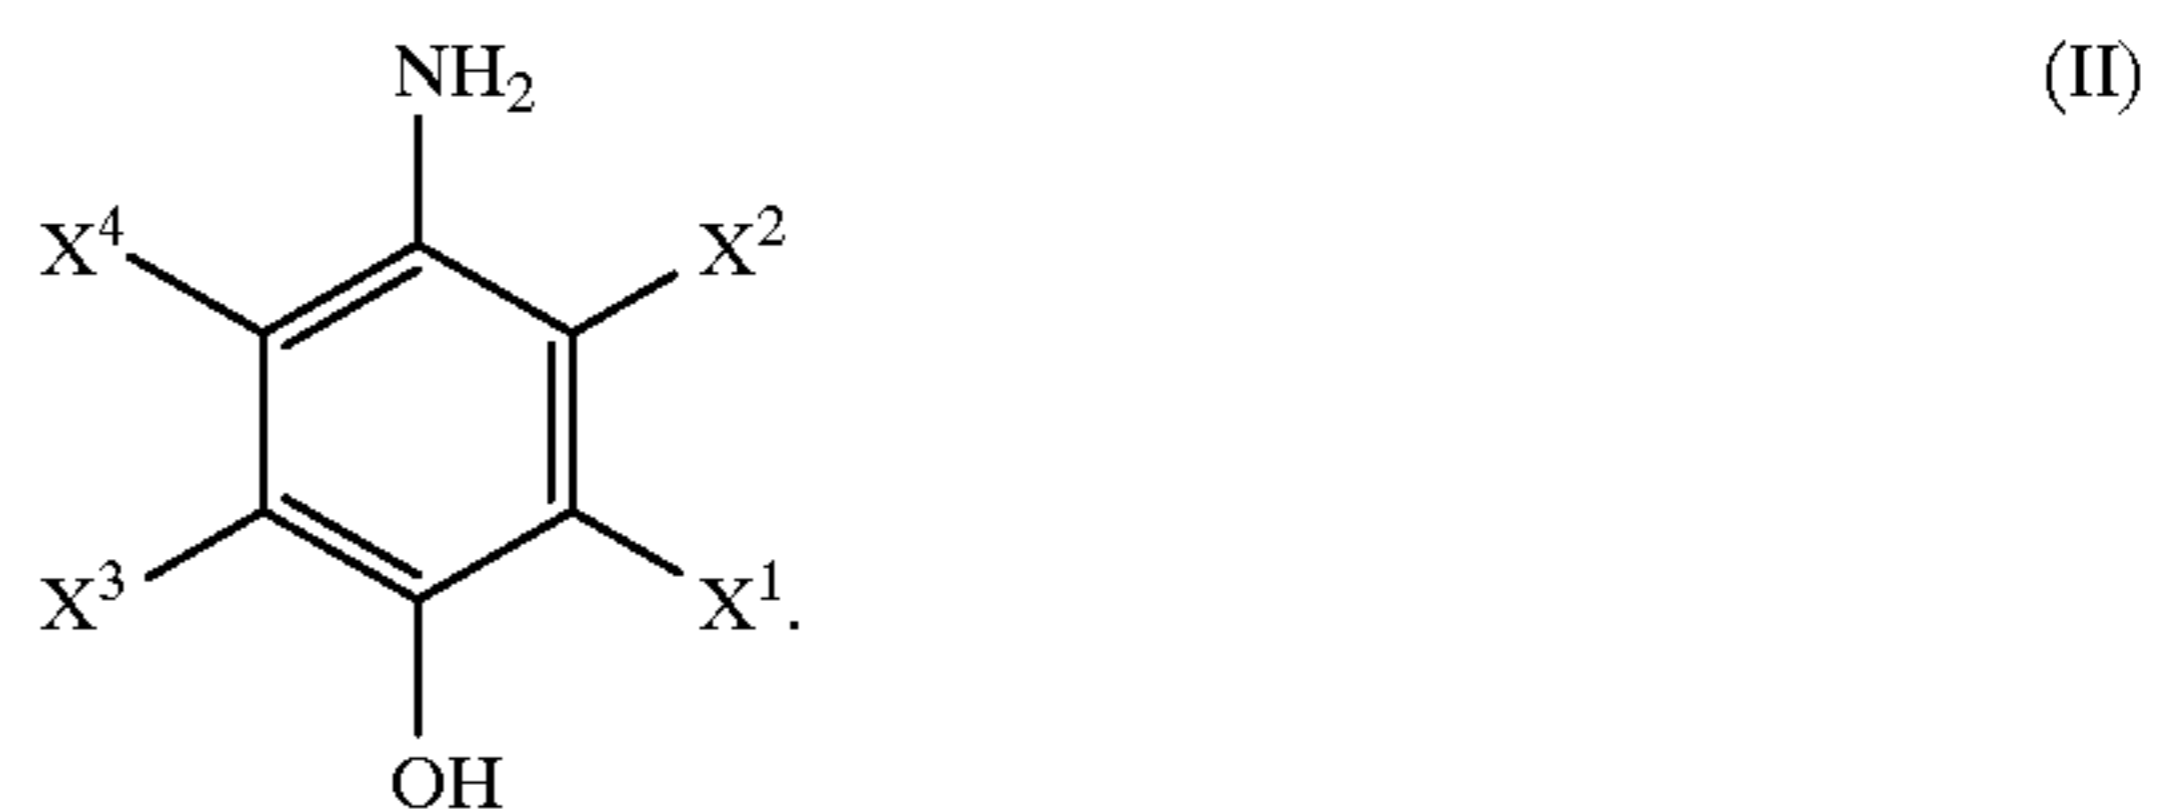 NH₂ (II)
X⁴ X²
X³ X¹.
OH